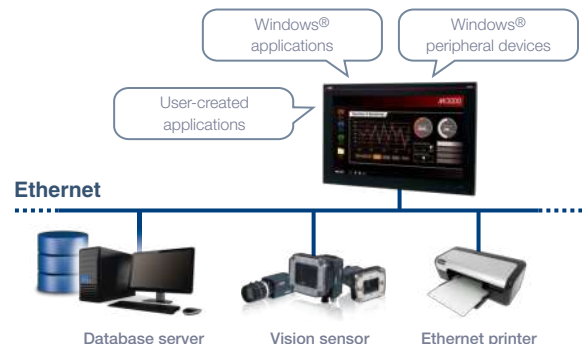 Windows®
applications
Windows®
peripheral devices
User-created
applications
Ethernet
Database server
Vision sensor
Ethernet printer